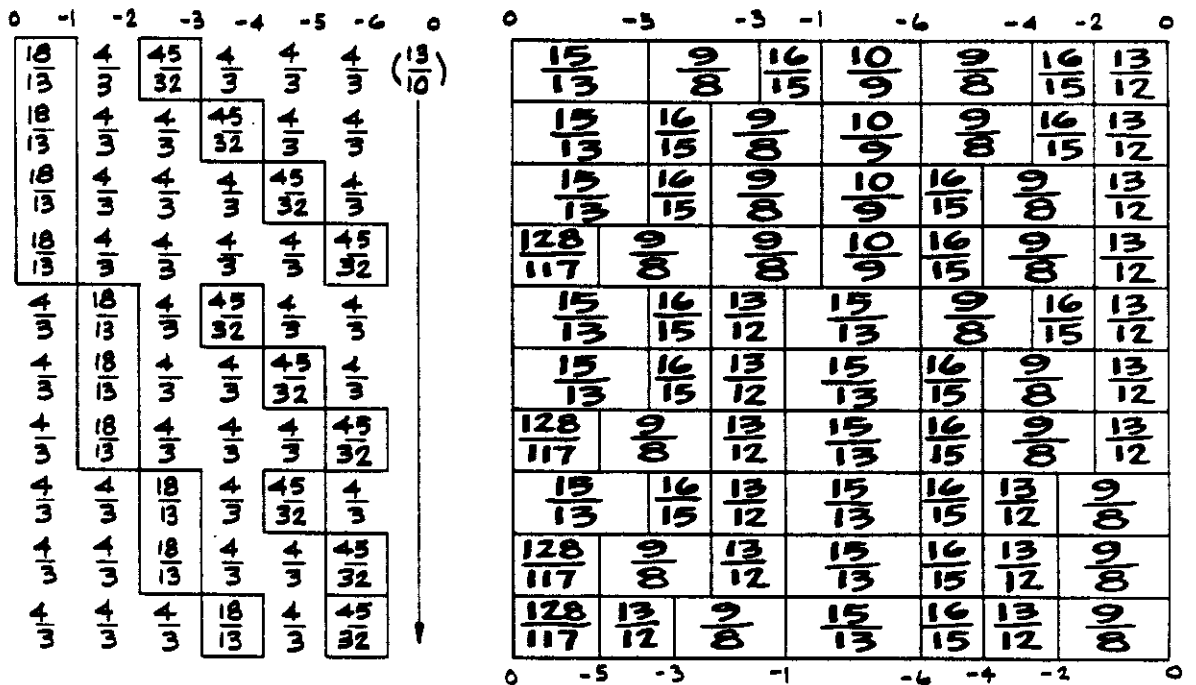 0 -1 -2 -3 -4 -5 -6 0 0 -5 -3 -1 -6 -4 -2 0
18/13 4/3 45/32 4/3 4/3 4/3 (13/10) 15/13 9/8 16/15 10/9 9/8 16/15 13/12
18/13 4/3 4/3 45/32 4/3 4/3 15/13 16/15 9/8 10/9 9/8 16/15 13/12
18/13 4/3 4/3 4/3 45/32 4/3 15/13 16/15 9/8 10/9 16/15 9/8 13/12
18/13 4/3 4/3 4/3 4/3 45/32 128/117 9/8 9/8 10/9 16/15 9/8 13/12
4/3 18/13 4/3 45/32 4/3 4/3 15/13 16/15 13/12 15/13 9/8 16/15 13/12
4/3 18/13 4/3 4/3 45/32 4/3 15/13 16/15 13/12 15/13 16/15 9/8 13/12
4/3 18/13 4/3 4/3 4/3 45/32 128/117 9/8 13/12 15/13 16/15 9/8 13/12
4/3 4/3 18/13 4/3 45/32 4/3 15/13 16/15 13/12 15/13 16/15 13/12 9/8
4/3 4/3 18/13 4/3 4/3 45/32 128/117 9/8 13/12 15/13 16/15 13/12 9/8
4/3 4/3 4/3 18/13 4/3 45/32 128/117 13/12 9/8 15/13 16/15 13/12 9/8
0 -5 -3 -1 -6 -4 -2 0